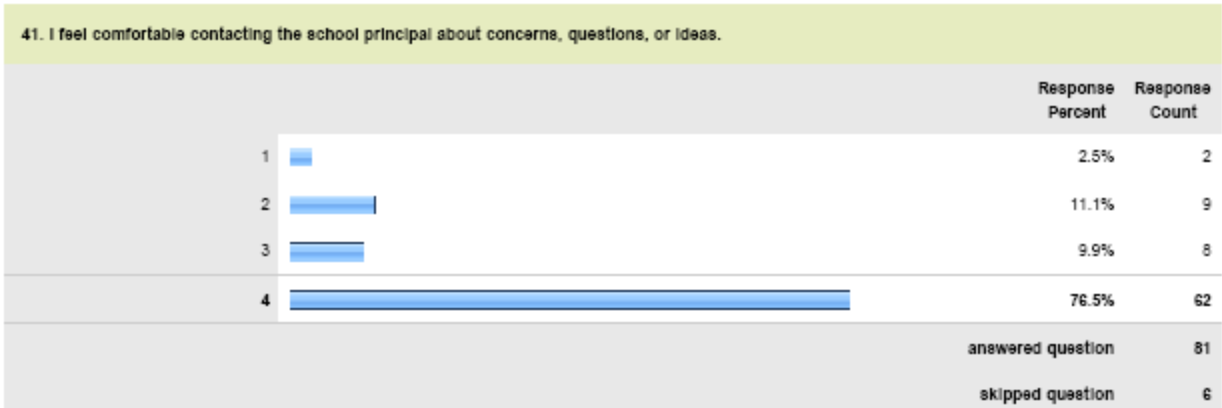 41. I feel comfortable contacting the school principal about concerns, questions, or ideas.
Response Response
Percent Count
1 2.5% 2
2 11.1% 9
3 9.9% 8
4 76.5% 62
answered question 81
skipped question 6